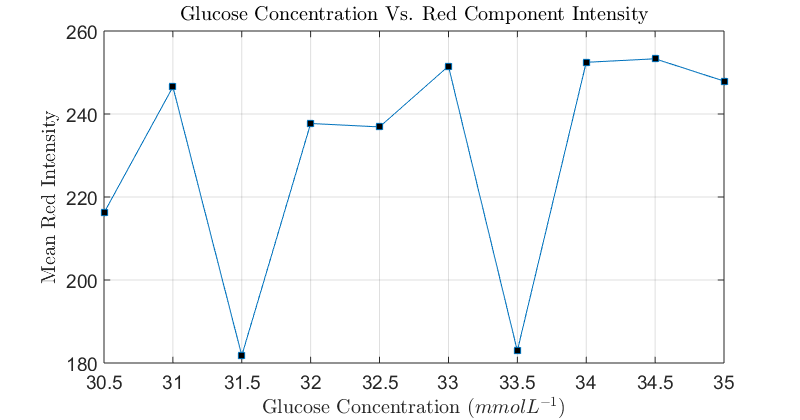 Glucose Concentration Vs. Red Component Intensity
260
240
220
200
180
Mean Red Intensity
30.5 31 31.5 32 32.5 33 33.5 34 34.5 35
Glucose Concentration (mmolL⁻¹)